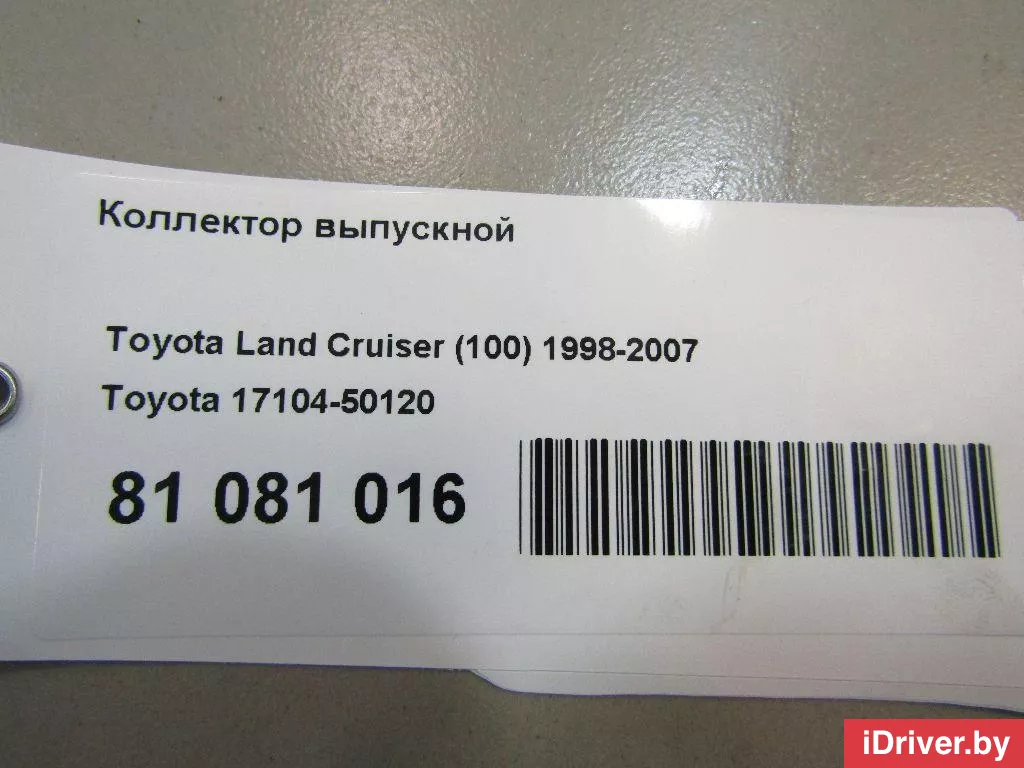 Коллектор выпускной
Toyota Land Cruiser (100) 1998-2007
Toyota 17104-50120
81 081 016
iDriver.by